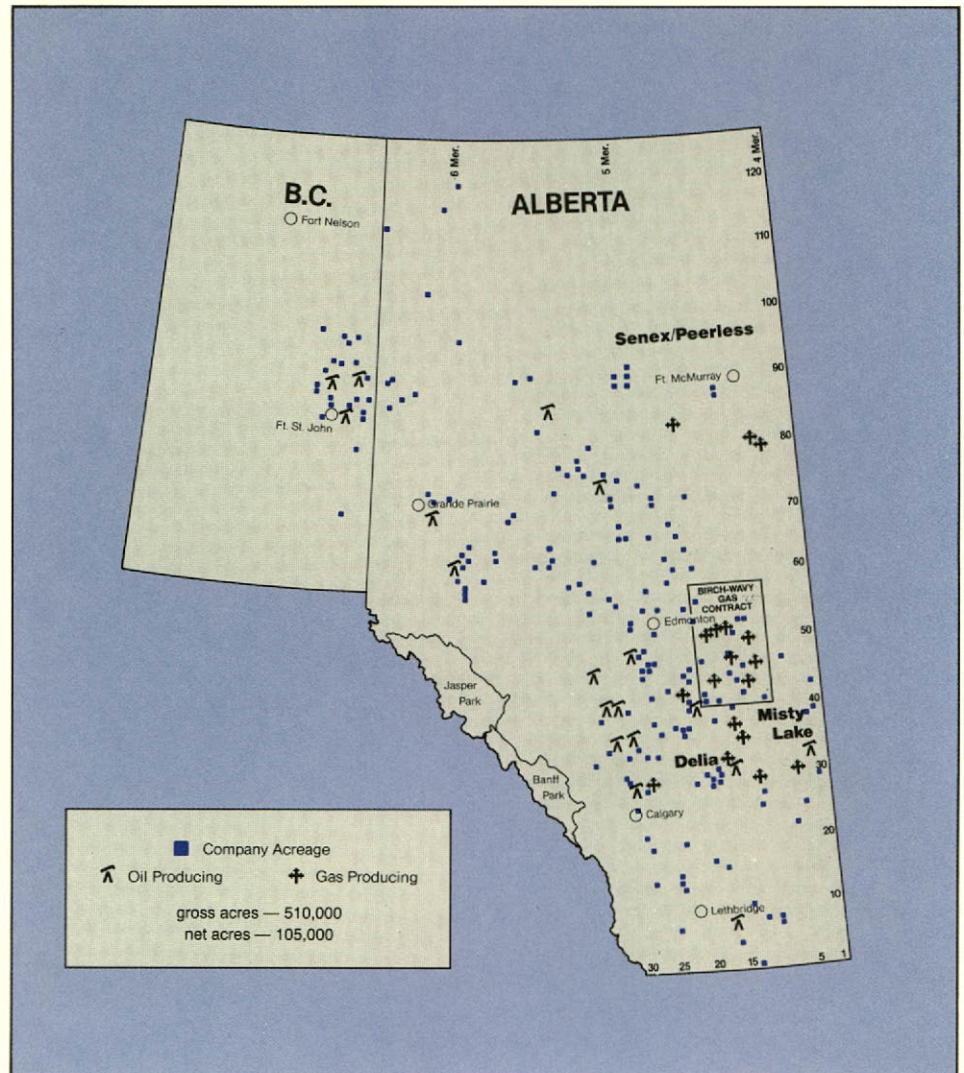 6 Mer.
5 Mer.
4 Mer.
120
B.C.
ALBERTA
Fort Nelson
110
100
Senex/Peerless
90
Ft. McMurray
Ft. St. John
80
70
Grande Prairie
60
BIRCH-WAVY
GAS
CONTRACT
Edmonton
50
Jasper
Park
40
Misty
Lake
Delia
30
Banff
Park
Calgary
20
10
Lethbridge
30 25 20 15 5 1
Company Acreage
Oil Producing Gas Producing
gross acres — 510,000
net acres — 105,000